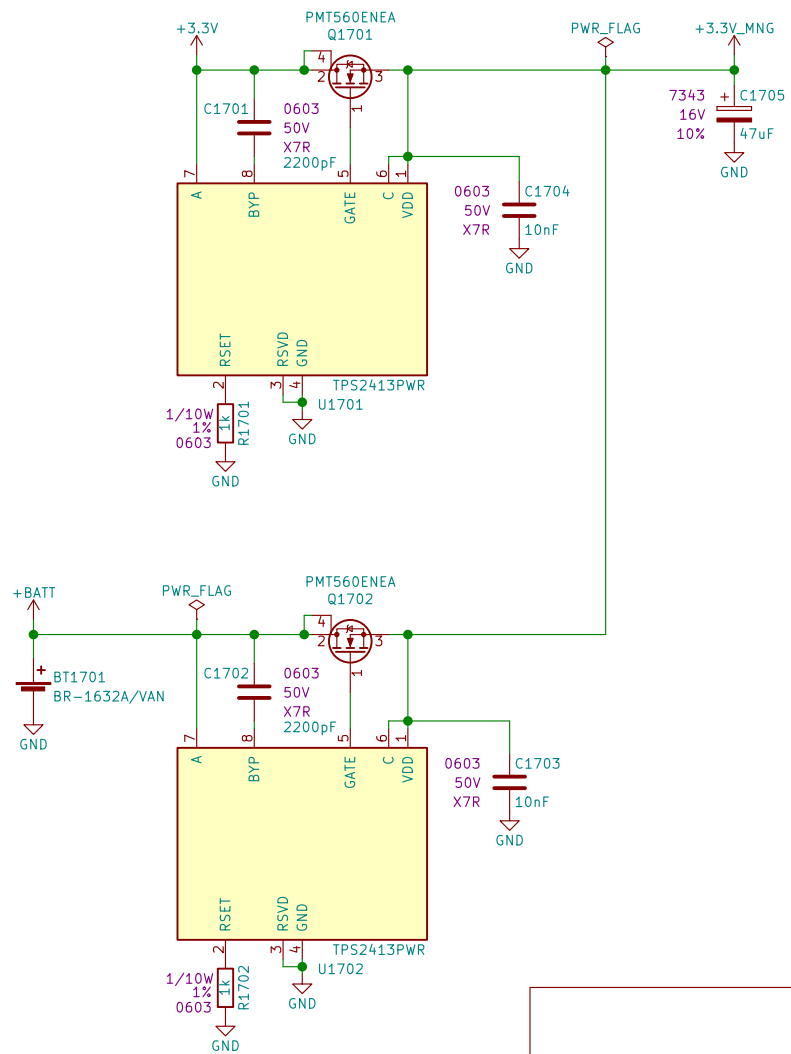 PMT560ENEA
Q1701
+3.3V
PWR_FLAG
+3.3V_MNG
4
2
3
1
C1701
0603
50V
X7R
2200pF
7343
16V
10%
+
C1705
47uF
GND
7
8
5
6
1
A
BYP
GATE
C
VDD
0603
50V
X7R
C1704
10nF
GND
RSET
RSVD
GND
2
3
4
TPS2413PWR
U1701
1/10W
1%
0603
1k
R1701
GND
GND
+BATT
PWR_FLAG
PMT560ENEA
Q1702
4
2
3
1
+
BT1701
BR-1632A/VAN
GND
C1702
0603
50V
X7R
2200pF
7
8
5
6
1
A
BYP
GATE
C
VDD
0603
50V
X7R
C1703
10nF
GND
RSET
RSVD
GND
2
3
4
TPS2413PWR
U1702
1/10W
1%
0603
1k
R1702
GND
GND